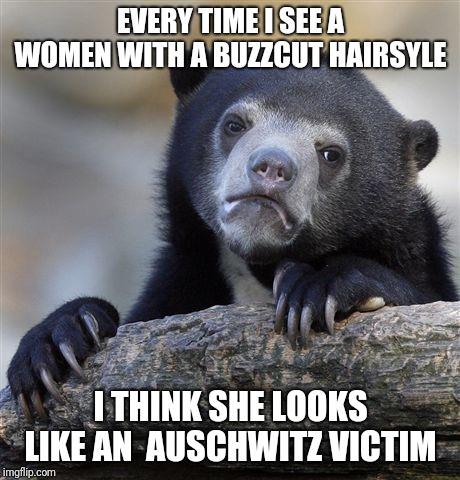 EVERY TIME I SEE A
WOMEN WITH A BUZZCUT HAIRSYLE
I THINK SHE LOOKS
LIKE AN  AUSCHWITZ VICTIM
imgflip.com